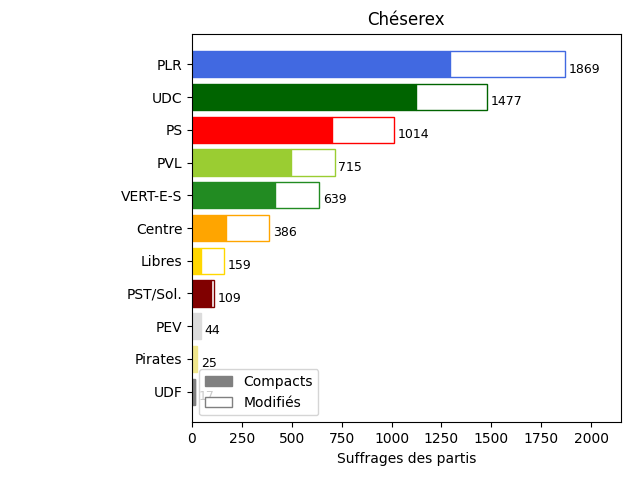 Chéserex
PLR 1869
UDC 1477
PS 1014
PVL 715
VERT-E-S 639
Centre 386
Libres 159
PST/Sol. 109
PEV 44
Pirates 25
UDF 17
Compacts
Modifiés
0 250 500 750 1000 1250 1500 1750 2000
Suffrages des partis